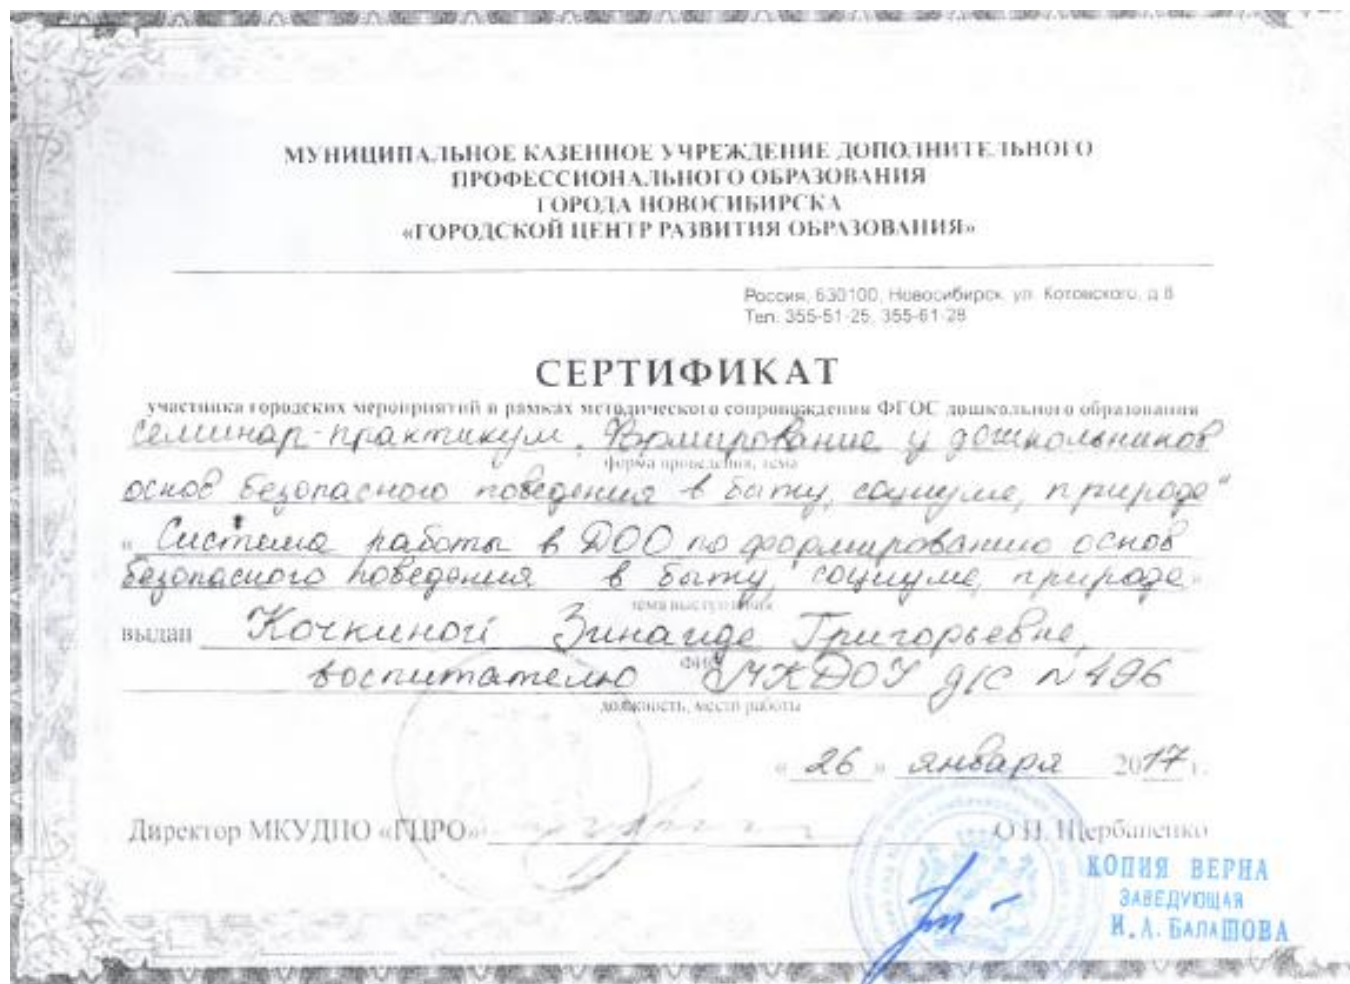 МУНИЦИПАЛЬНОЕ КАЗЕННОЕ УЧРЕЖДЕНИЕ ДОПОЛНИТЕЛЬНОГО
ПРОФЕССИОНАЛЬНОГО ОБРАЗОВАНИЯ
ГОРОДА НОВОСИБИРСКА
«ГОРОДСКОЙ ЦЕНТР РАЗВИТИЯ ОБРАЗОВАНИЯ»
Россия, 630100, Новосибирск, ул. Котовского, д.8
Тел. 355-51-25, 355-61-28
СЕРТИФИКАТ
участника городских мероприятий в рамках методического сопровождения ФГОС дошкольного образования
семинар-практикум „Формирование у дошкольников
форма проведения, тема
основ безопасного поведения в быту, социуме, природе“
„Система работы в ДОО по формированию основ
безопасного поведения в быту, социуме, природе“
тема выступления
выдан Кочкиной Зинаиде Григорьевне,
ФИО
воспитателю МКДОУ д/с №496
должность, место работы
«26» января 2017 г.
Директор МКУДПО «ГЦРО» О.Н. Щербаненко
КОПИЯ ВЕРНА
ЗАВЕДУЮЩАЯ
И.А. БАЛАШОВА